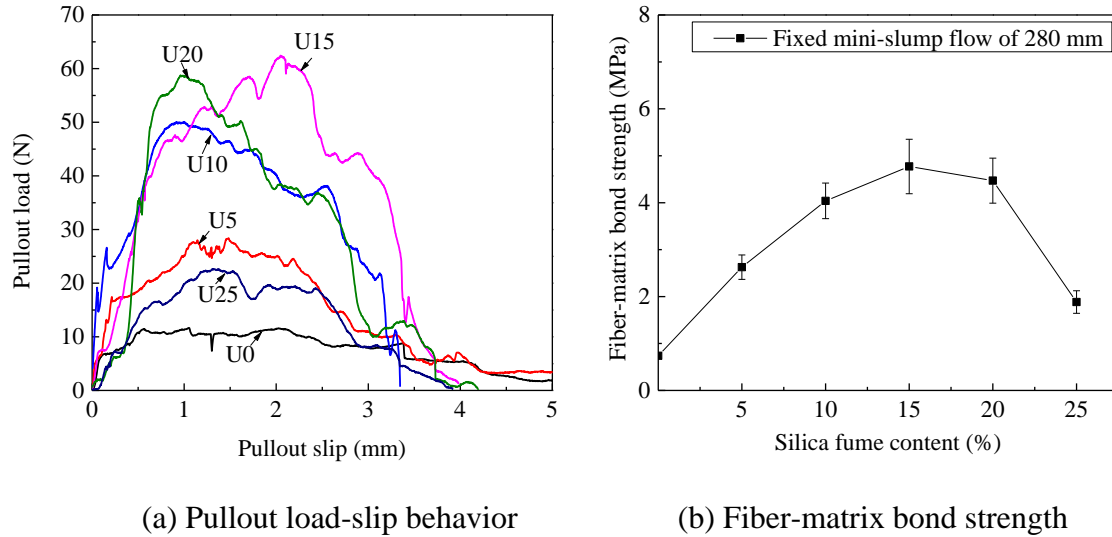 70
60
50
40
30
20
10
0
Pullout load (N)
U20
U15
U10
U5
U25
U0
0 1 2 3 4 5
Pullout slip (mm)
(a) Pullout load-slip behavior
8
6
4
2
0
Fiber-matrix bond strength (MPa)
Fixed mini-slump flow of 280 mm
5 10 15 20 25
Silica fume content (%)
(b) Fiber-matrix bond strength